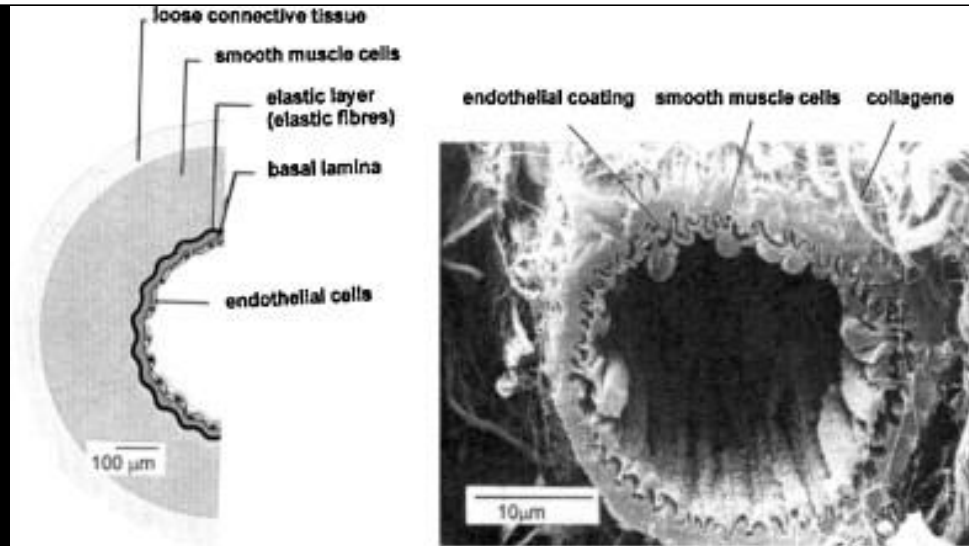 loose connective tissue
smooth muscle cells
elastic layer
(elastic fibres)
basal lamina
endothelial cells
100 µm
endothelial coating
smooth muscle cells
collagene
10µm